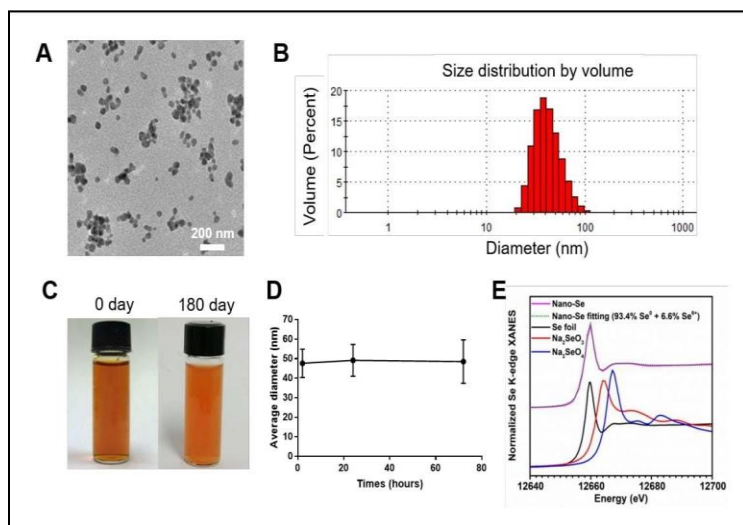 A
200 nm
B
Size distribution by volume
Volume (Percent)
20
15
10
5
0
1
10
100
1000
Diameter (nm)
C
0 day
180 day
D
Average diameter (nm)
70
60
50
40
30
20
10
0
0
20
40
60
80
Times (hours)
E
Normalized Se K-edge XANES
Nano-Se
Nano-Se fitting (93.4% Se⁰ + 6.6% Se⁶⁺)
Se foil
Na₂SeO₃
Na₂SeO₄
12640
12660
12680
12700
Energy (eV)